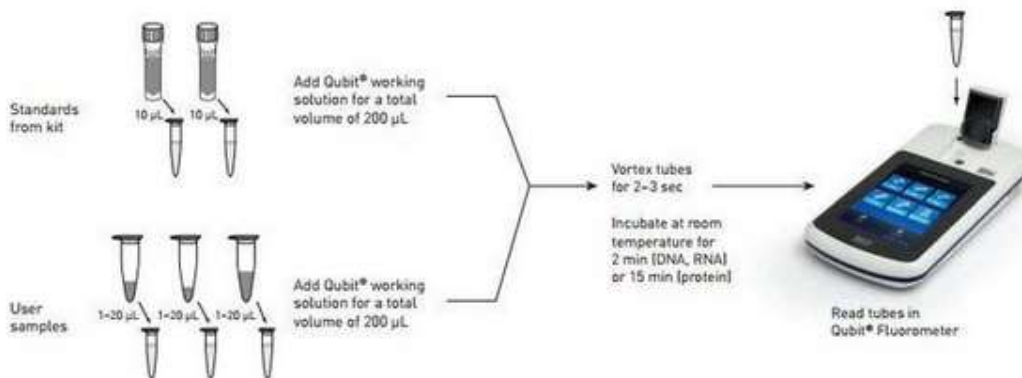 Standards
from kit
10 µL
10 µL
Add Qubit® working
solution for a total
volume of 200 µL
User
samples
1–20 µL
1–20 µL
1–20 µL
Add Qubit® working
solution for a total
volume of 200 µL
Vortex tubes
for 2–3 sec
Incubate at room
temperature for
2 min (DNA, RNA)
or 15 min (protein)
Read tubes in
Qubit® Fluorometer